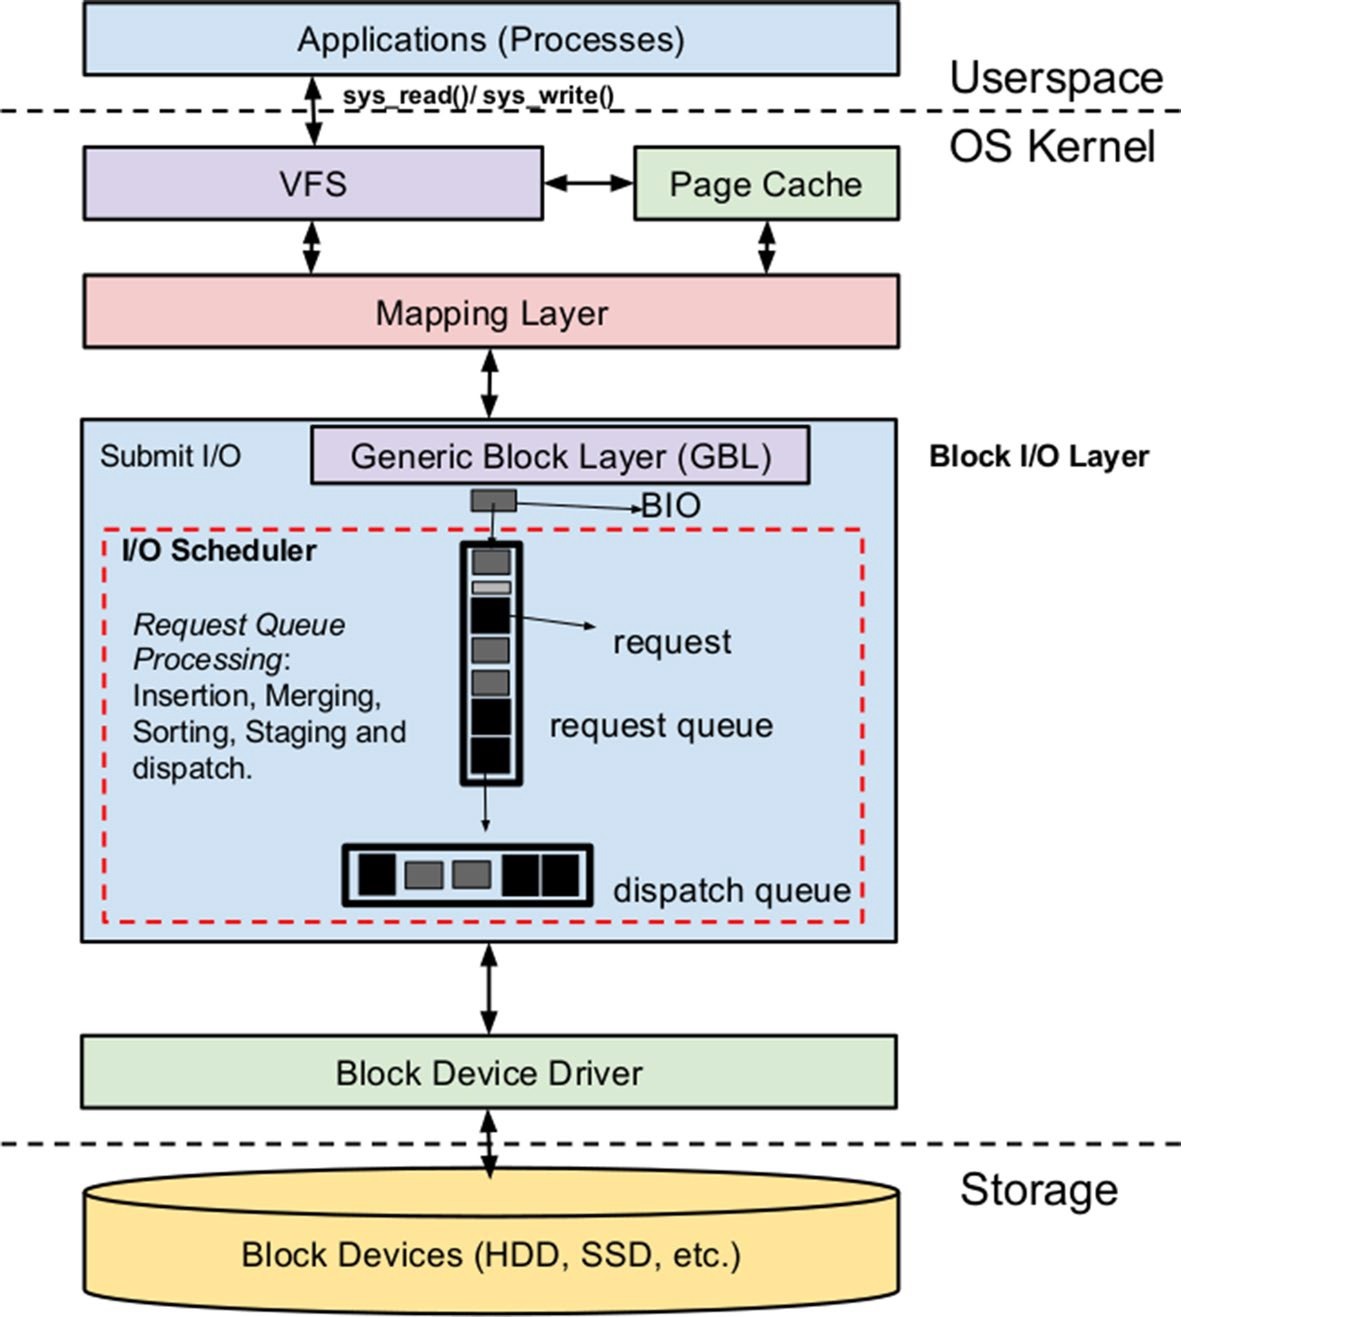 Applications (Processes)
Userspace
sys_read()/ sys_write()
OS Kernel
VFS
Page Cache
Mapping Layer
Submit I/O
Generic Block Layer (GBL)
Block I/O Layer
BIO
I/O Scheduler
Request Queue
Processing:
Insertion, Merging,
Sorting, Staging and
dispatch.
request
request queue
dispatch queue
Block Device Driver
Storage
Block Devices (HDD, SSD, etc.)